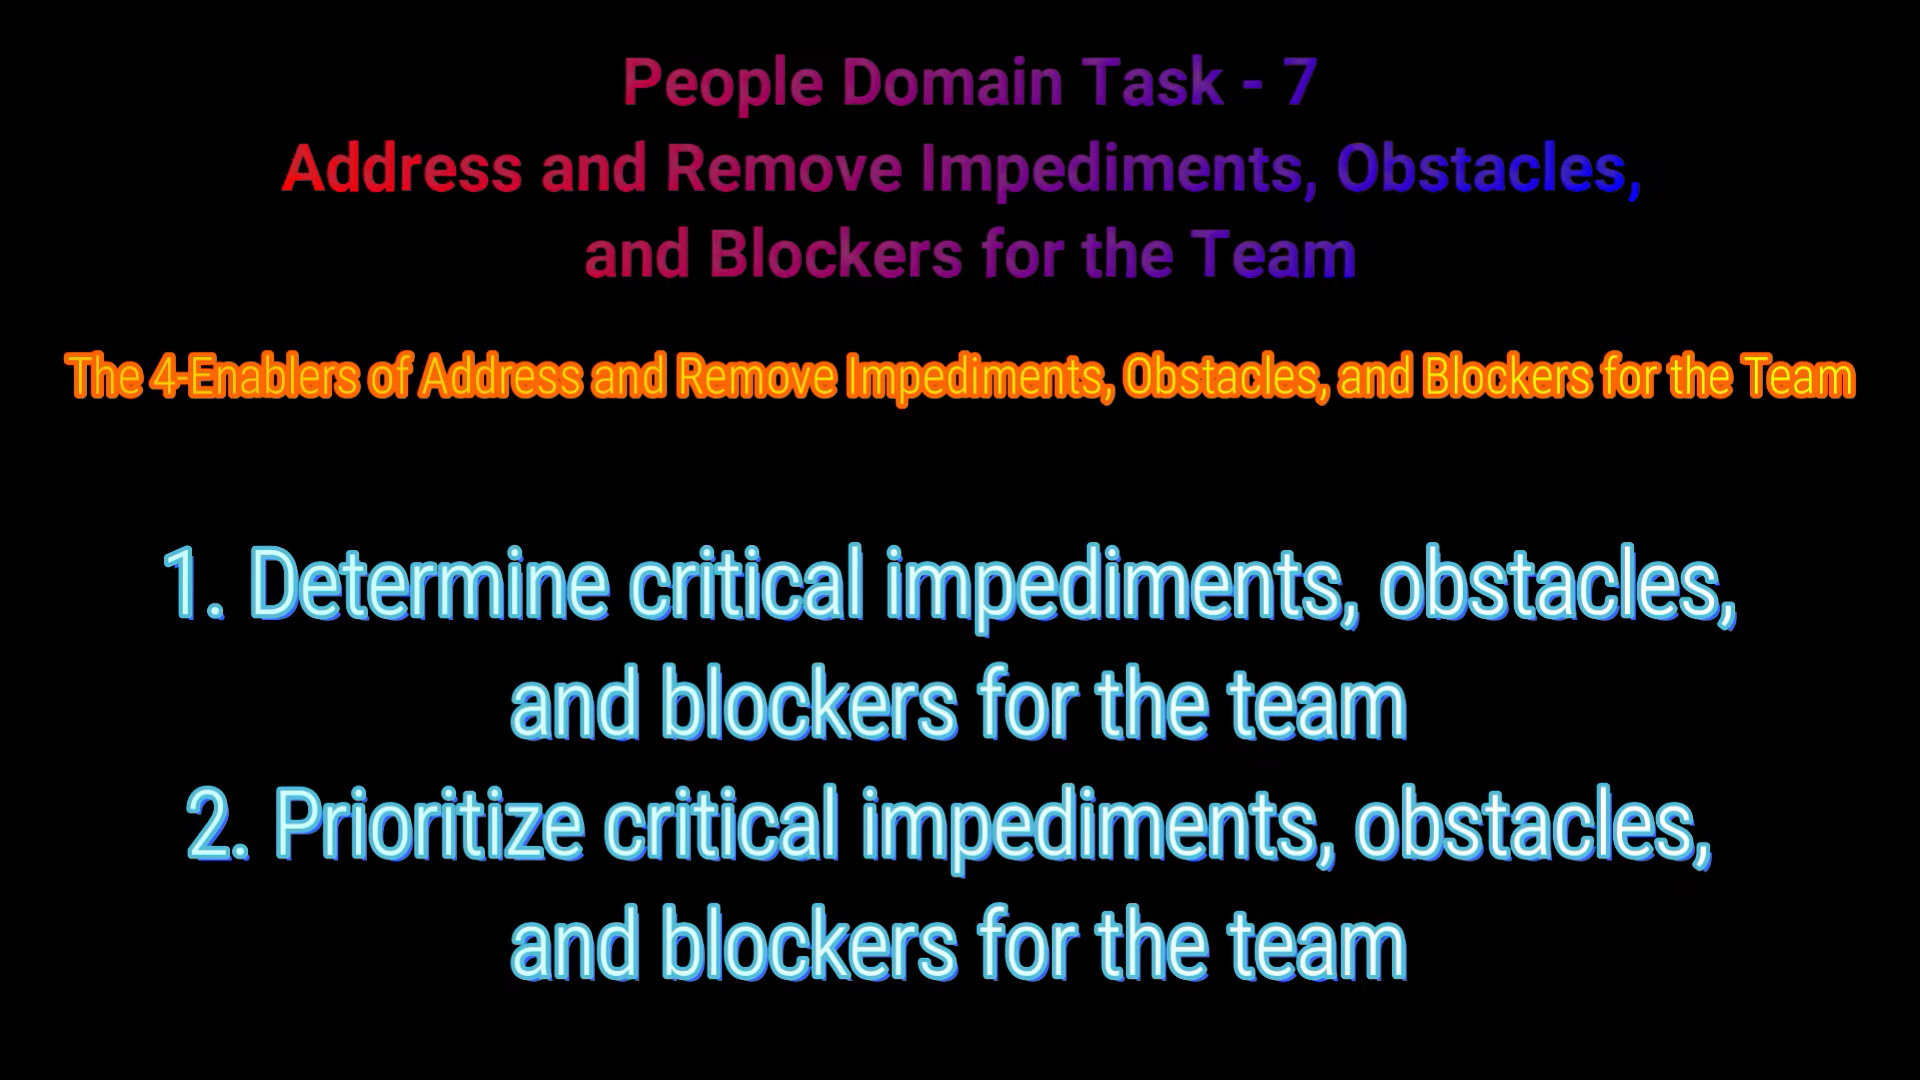 People Domain Task - 7
Address and Remove Impediments, Obstacles,
and Blockers for the Team
The 4-Enablers of Address and Remove Impediments, Obstacles, and Blockers for the Team
1. Determine critical impediments, obstacles,
and blockers for the team
2. Prioritize critical impediments, obstacles,
and blockers for the team